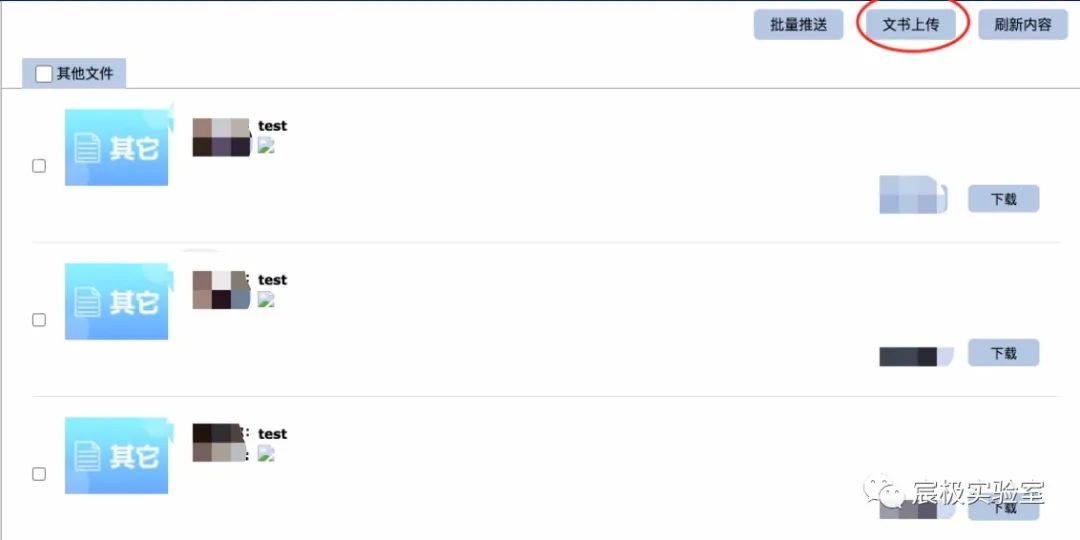 批量推送 文书上传 刷新内容
其他文件
其它 test
下载
其它 : test
下载
其它 : test
:
宸极实验室
下载